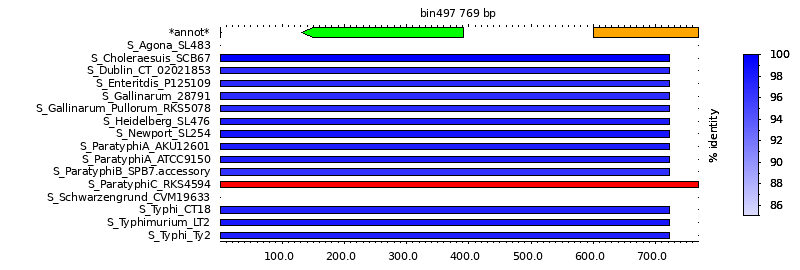 bin497 769 bp
*annot*
S_Agona_SL483
S_Choleraesuis_SCB67
S_Dublin_CT_02021853
S_Enteritdis_P125109
S_Gallinarum_28791
S_Gallinarum_Pullorum_RKS5078
S_Heidelberg_SL476
S_Newport_SL254
S_ParatyphiA_AKU12601
S_ParatyphiA_ATCC9150
S_ParatyphiB_SPB7.accessory
S_ParatyphiC_RKS4594
S_Schwarzengrund_CVM19633
S_Typhi_CT18
S_Typhimurium_LT2
S_Typhi_Ty2
100.0 200.0 300.0 400.0 500.0 600.0 700.0
% identity
100
98
96
94
92
90
88
86